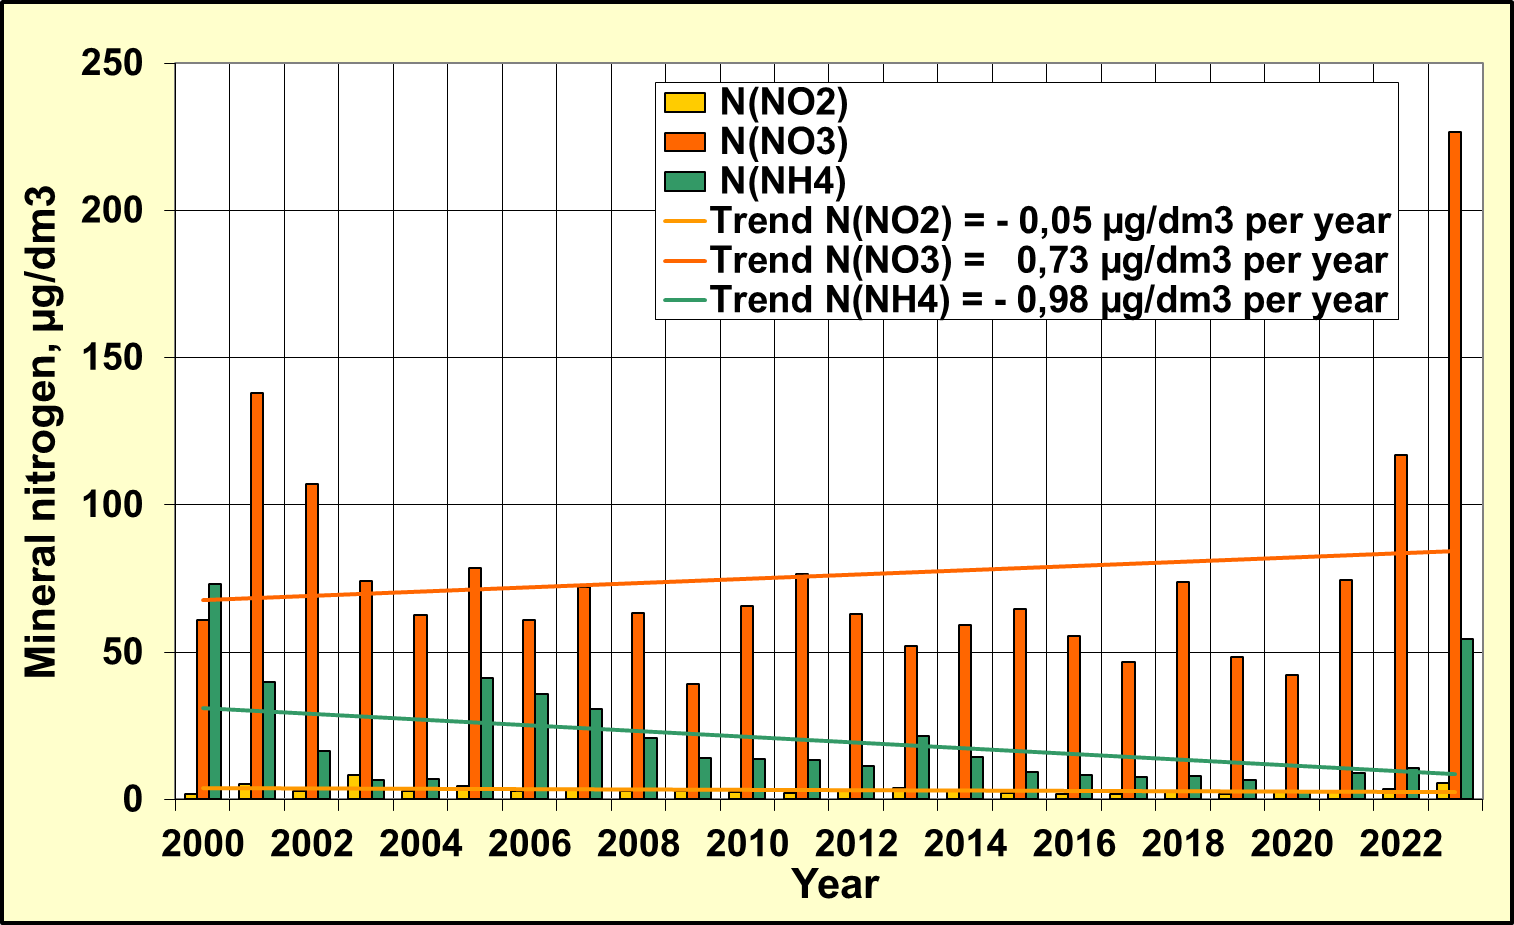 250
200
150
100
50
0
Mineral nitrogen, µg/dm3
N(NO2)
N(NO3)
N(NH4)
Trend N(NO2) = - 0,05 µg/dm3 per year
Trend N(NO3) =   0,73 µg/dm3 per year
Trend N(NH4) = - 0,98 µg/dm3 per year
2000 2002 2004 2006 2008 2010 2012 2014 2016 2018 2020 2022
Year